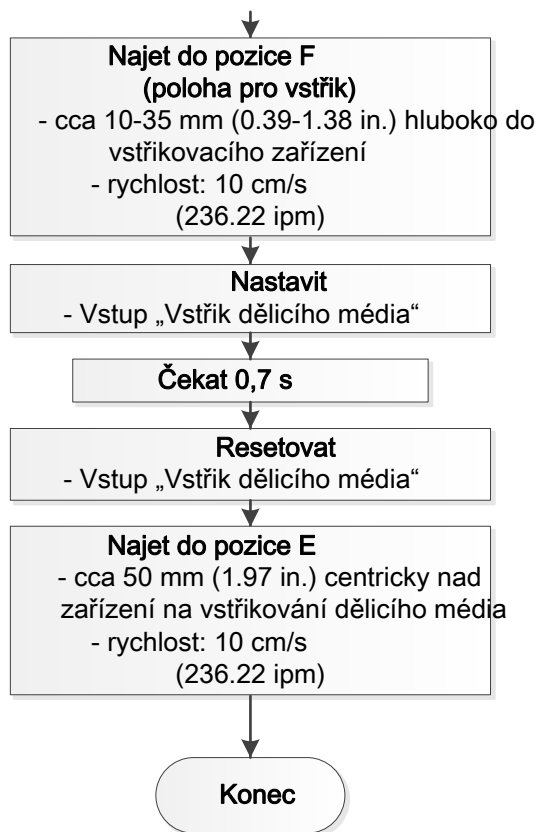 Najet do pozice F
(poloha pro vstřik)
- cca 10-35 mm (0.39-1.38 in.) hluboko do
vstřikovacího zařízení
- rychlost: 10 cm/s
(236.22 ipm)
Nastavit
- Vstup „Vstřik dělicího média“
Čekat 0,7 s
Resetovat
- Vstup „Vstřik dělicího média“
Najet do pozice E
- cca 50 mm (1.97 in.) centricky nad
zařízení na vstřikování dělicího média
- rychlost: 10 cm/s
(236.22 ipm)
Konec